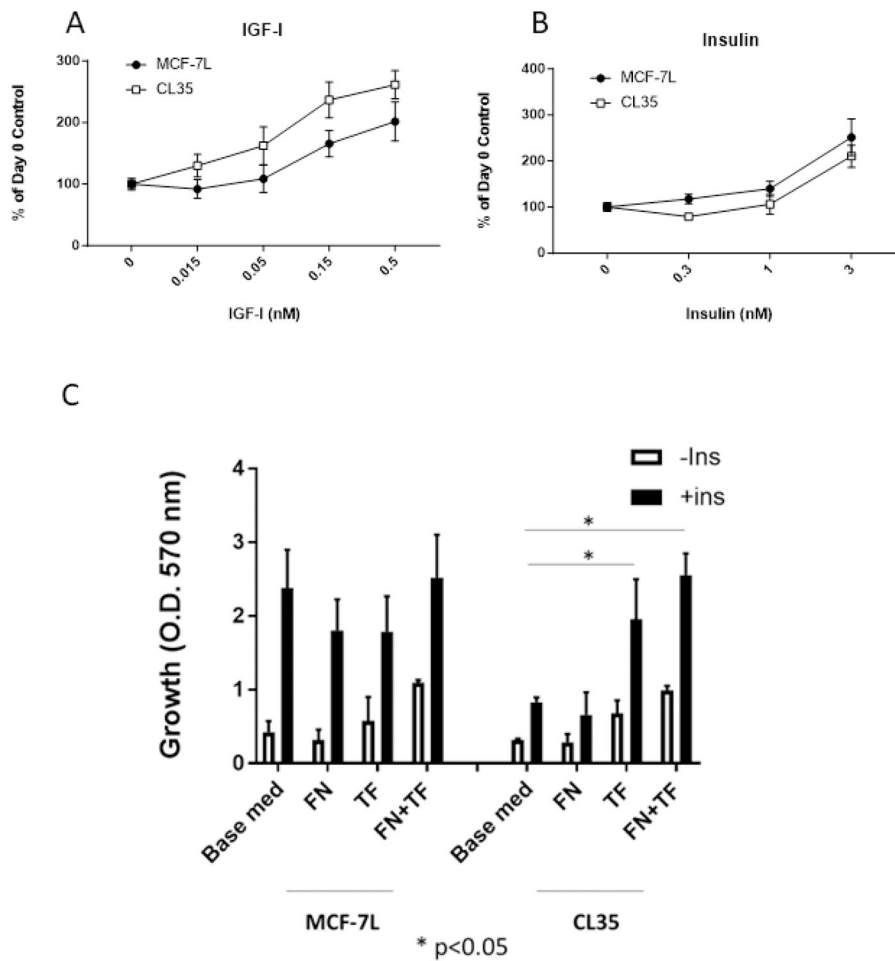 A
IGF-I
MCF-7L
CL35
% of Day 0 Control
300
200
100
0
0
0.015
0.05
0.15
0.5
IGF-I (nM)
B
Insulin
MCF-7L
CL35
% of Day 0 Control
400
300
200
100
0
0
0.3
1
3
Insulin (nM)
C
-Ins
+ins
Growth (O.D. 570 nm)
4
3
2
1
0
*
*
Base med
FN
TF
FN+TF
Base med
FN
TF
FN+TF
MCF-7L
CL35
* p<0.05